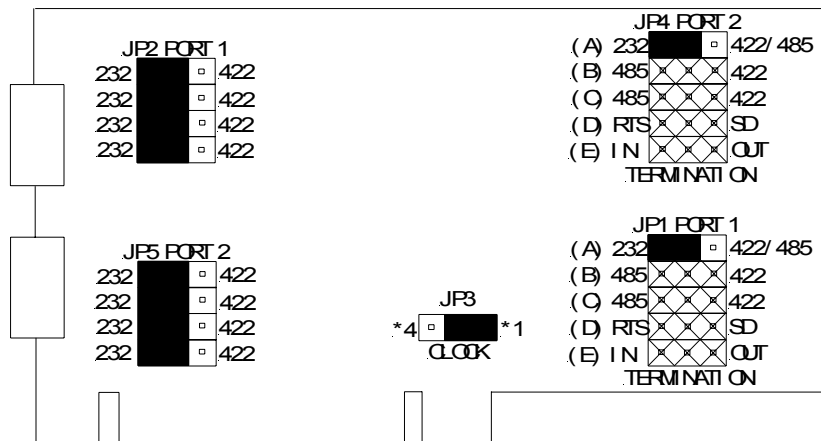 JP2 PORT 1
232 422
232 422
232 422
232 422
JP4 PORT 2
(A) 232 422/485
(B) 485 422
(C) 485 422
(D) RTS SD
(E) IN OUT
TERMINATION
JP5 PORT 2
232 422
232 422
232 422
232 422
JP3
*4 *1
CLOCK
JP1 PORT 1
(A) 232 422/485
(B) 485 422
(C) 485 422
(D) RTS SD
(E) IN OUT
TERMINATION